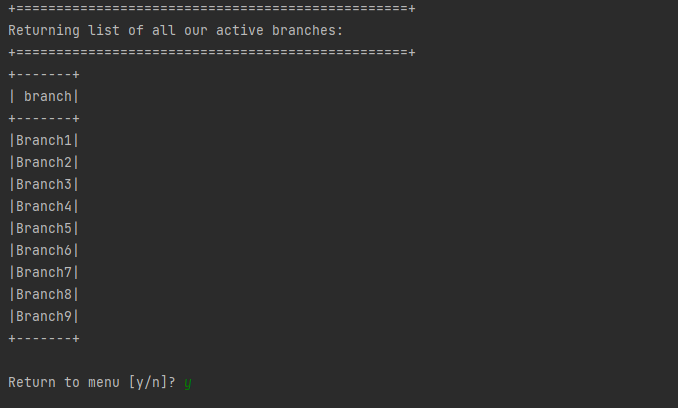 +=================================================+
Returning list of all our active branches:
+=================================================+
+-------+
| branch|
+-------+
|Branch1|
|Branch2|
|Branch3|
|Branch4|
|Branch5|
|Branch6|
|Branch7|
|Branch8|
|Branch9|
+-------+
Return to menu [y/n]? y